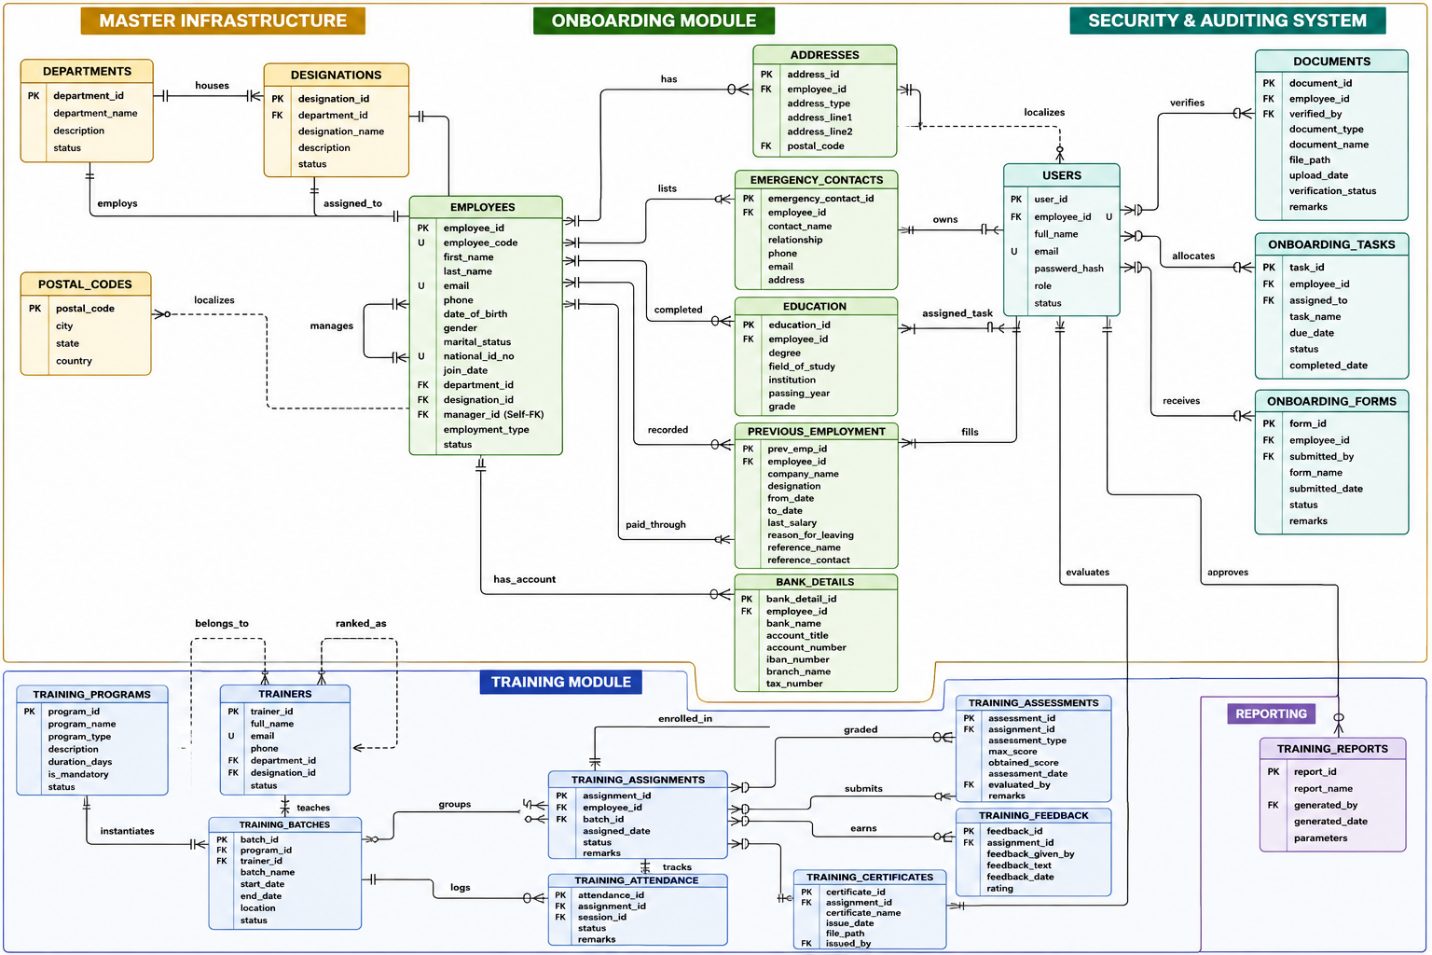 MASTER INFRASTRUCTURE
ONBOARDING MODULE
SECURITY & AUDITING SYSTEM
DEPARTMENTS
PK department_id
department_name
description
status
houses
DESIGNATIONS
PK designation_id
FK department_id
designation_name
description
status
employs
assigned_to
POSTAL_CODES
PK postal_code
city
state
country
localizes
manages
EMPLOYEES
PK employee_id
U employee_code
first_name
last_name
U email
phone
date_of_birth
gender
marital_status
U national_id_no
join_date
FK department_id
FK designation_id
FK manager_id (Self-FK)
employment_type
status
has
lists
completed
recorded
paid_through
has_account
ADDRESSES
PK address_id
FK employee_id
address_type
address_line1
address_line2
FK postal_code
EMERGENCY_CONTACTS
PK emergency_contact_id
FK employee_id
contact_name
relationship
phone
email
address
EDUCATION
PK education_id
FK employee_id
degree
field_of_study
institution
passing_year
grade
PREVIOUS_EMPLOYMENT
PK prev_emp_id
FK employee_id
company_name
designation
from_date
to_date
last_salary
reason_for_leaving
reference_name
reference_contact
BANK_DETAILS
PK bank_detail_id
FK employee_id
bank_name
account_title
account_number
iban_number
branch_name
tax_number
localizes
owns
assigned_task
fills
USERS
PK user_id
FK employee_id U
full_name
U email
passwerd_hash
role
status
verifies
allocates
receives
evaluates
approves
DOCUMENTS
PK document_id
FK employee_id
FK verified_by
document_type
document_name
file_path
upload_date
verification_status
remarks
ONBOARDING_TASKS
PK task_id
FK employee_id
FK assigned_to
task_name
due_date
status
completed_date
ONBOARDING_FORMS
PK form_id
FK employee_id
FK submitted_by
form_name
submitted_date
status
remarks
belongs_to
ranked_as
TRAINING MODULE
TRAINING_PROGRAMS
PK program_id
program_name
program_type
description
duration_days
is_mandatory
status
TRAINERS
PK trainer_id
full_name
U email
phone
FK department_id
FK designation_id
status
instantiates
teaches
TRAINING_BATCHES
PK batch_id
FK program_id
FK trainer_id
batch_name
start_date
end_date
location
status
groups
logs
enrolled_in
TRAINING_ASSIGNMENTS
PK assignment_id
FK employee_id
FK batch_id
assigned_date
status
remarks
tracks
TRAINING_ATTENDANCE
PK attendance_id
FK assignment_id
FK session_id
status
remarks
graded
submits
earns
TRAINING_CERTIFICATES
PK certificate_id
FK assignment_id
certificate_name
issue_date
file_path
FK issued_by
TRAINING_ASSESSMENTS
PK assessment_id
FK assignment_id
assessment_type
max_score
obtained_score
assessment_date
FK evaluated_by
remarks
TRAINING_FEEDBACK
PK feedback_id
FK assignment_id
feedback_given_by
feedback_text
feedback_date
rating
REPORTING
TRAINING_REPORTS
PK report_id
report_name
FK generated_by
generated_date
parameters